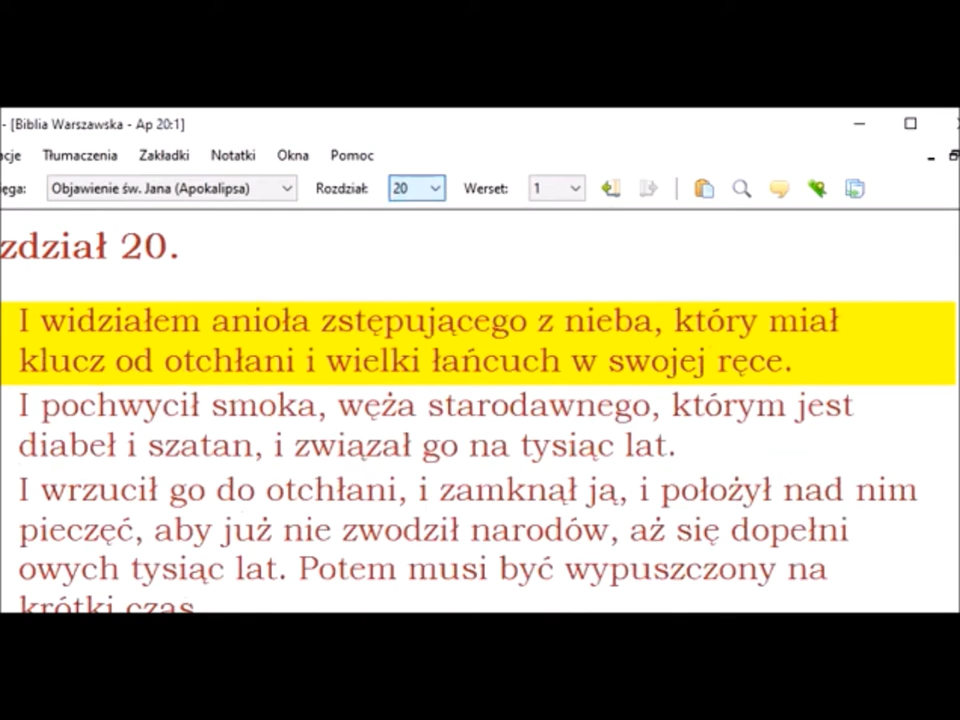 - [Biblia Warszawska - Ap 20:1]
acje Tłumaczenia Zakładki Notatki Okna Pomoc
ięga: Objawienie św. Jana (Apokalipsa) Rozdział: 20 Werset: 1
zdział 20.
I widziałem anioła zstępującego z nieba, który miał
klucz od otchłani i wielki łańcuch w swojej ręce.
I pochwycił smoka, węża starodawnego, którym jest
diabeł i szatan, i związał go na tysiąc lat.
I wrzucił go do otchłani, i zamknął ją, i położył nad nim
pieczęć, aby już nie zwodził narodów, aż się dopełni
owych tysiąc lat. Potem musi być wypuszczony na
krótki czas